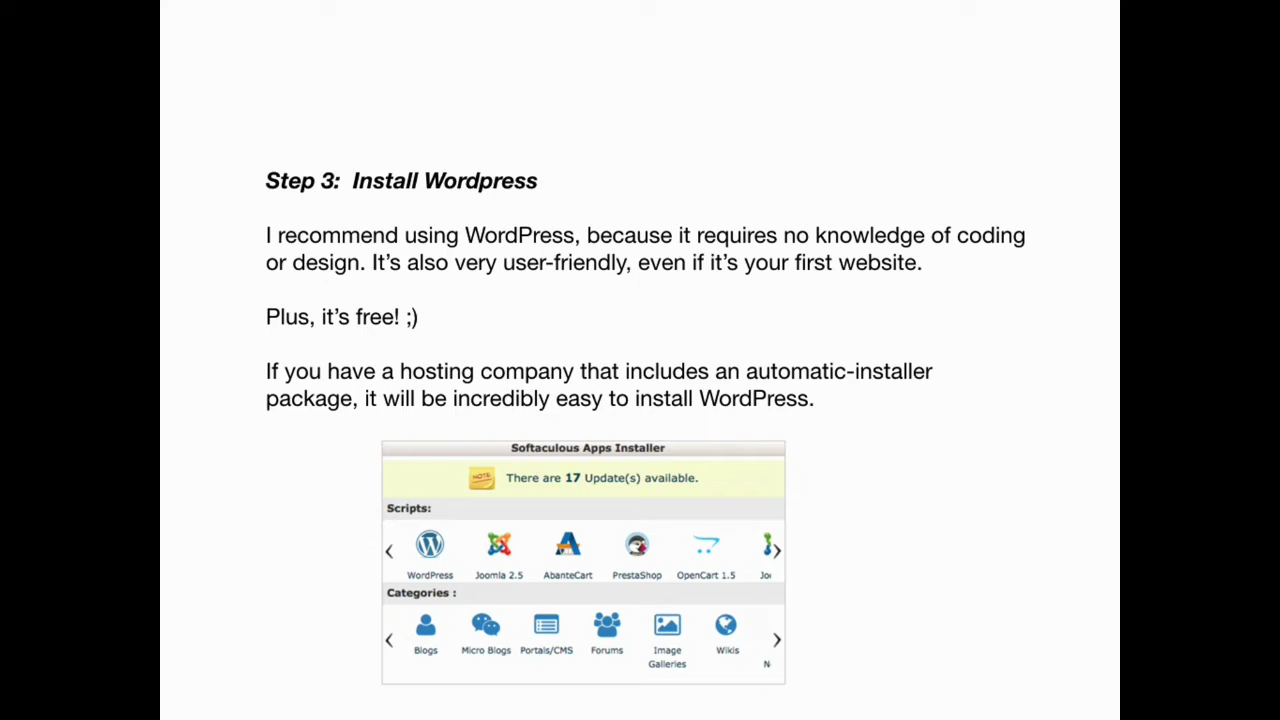 Step 3:  Install Wordpress
I recommend using WordPress, because it requires no knowledge of coding
or design. It’s also very user-friendly, even if it’s your first website.
Plus, it’s free! ;)
If you have a hosting company that includes an automatic-installer
package, it will be incredibly easy to install WordPress.
Softaculous Apps Installer
NOTE There are 17 Update(s) available.
Scripts:
WordPress Joomla 2.5 AbanteCart PrestaShop OpenCart 1.5
Categories :
Blogs Micro Blogs Portals/CMS Forums Image Wikis
Galleries